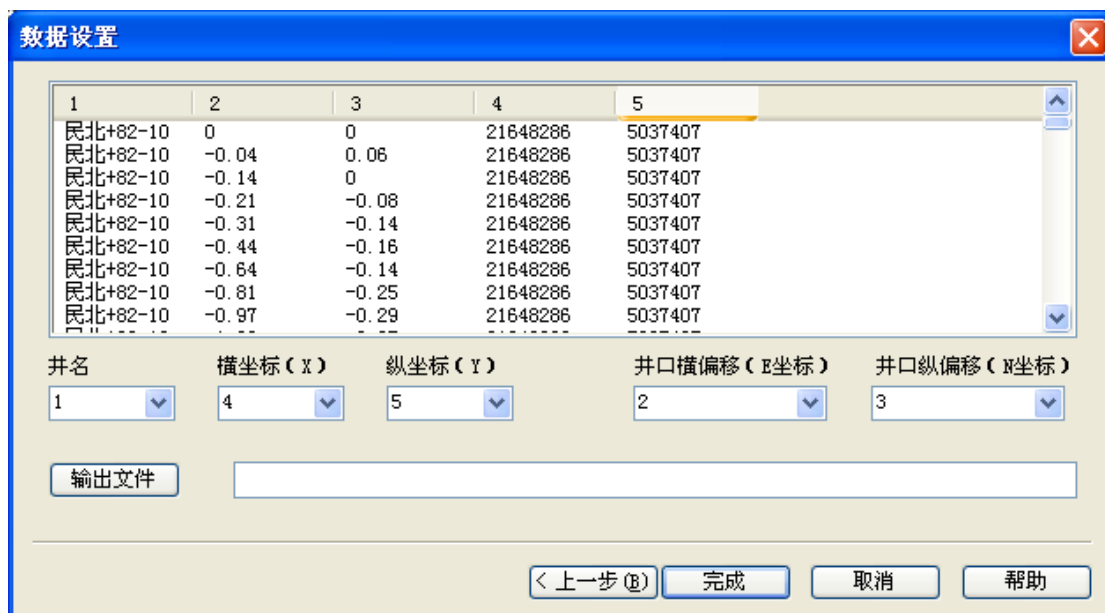 数据设置
1 2 3 4 5
民北+82-10 0 0 21648286 5037407
民北+82-10 -0.04 0.06 21648286 5037407
民北+82-10 -0.14 0 21648286 5037407
民北+82-10 -0.21 -0.08 21648286 5037407
民北+82-10 -0.31 -0.14 21648286 5037407
民北+82-10 -0.44 -0.16 21648286 5037407
民北+82-10 -0.64 -0.14 21648286 5037407
民北+82-10 -0.81 -0.25 21648286 5037407
民北+82-10 -0.97 -0.29 21648286 5037407
井名 横坐标(X) 纵坐标(Y) 井口横偏移(E坐标) 井口纵偏移(N坐标)
1 4 5 2 3
输出文件
< 上一步(B) 完成 取消 帮助